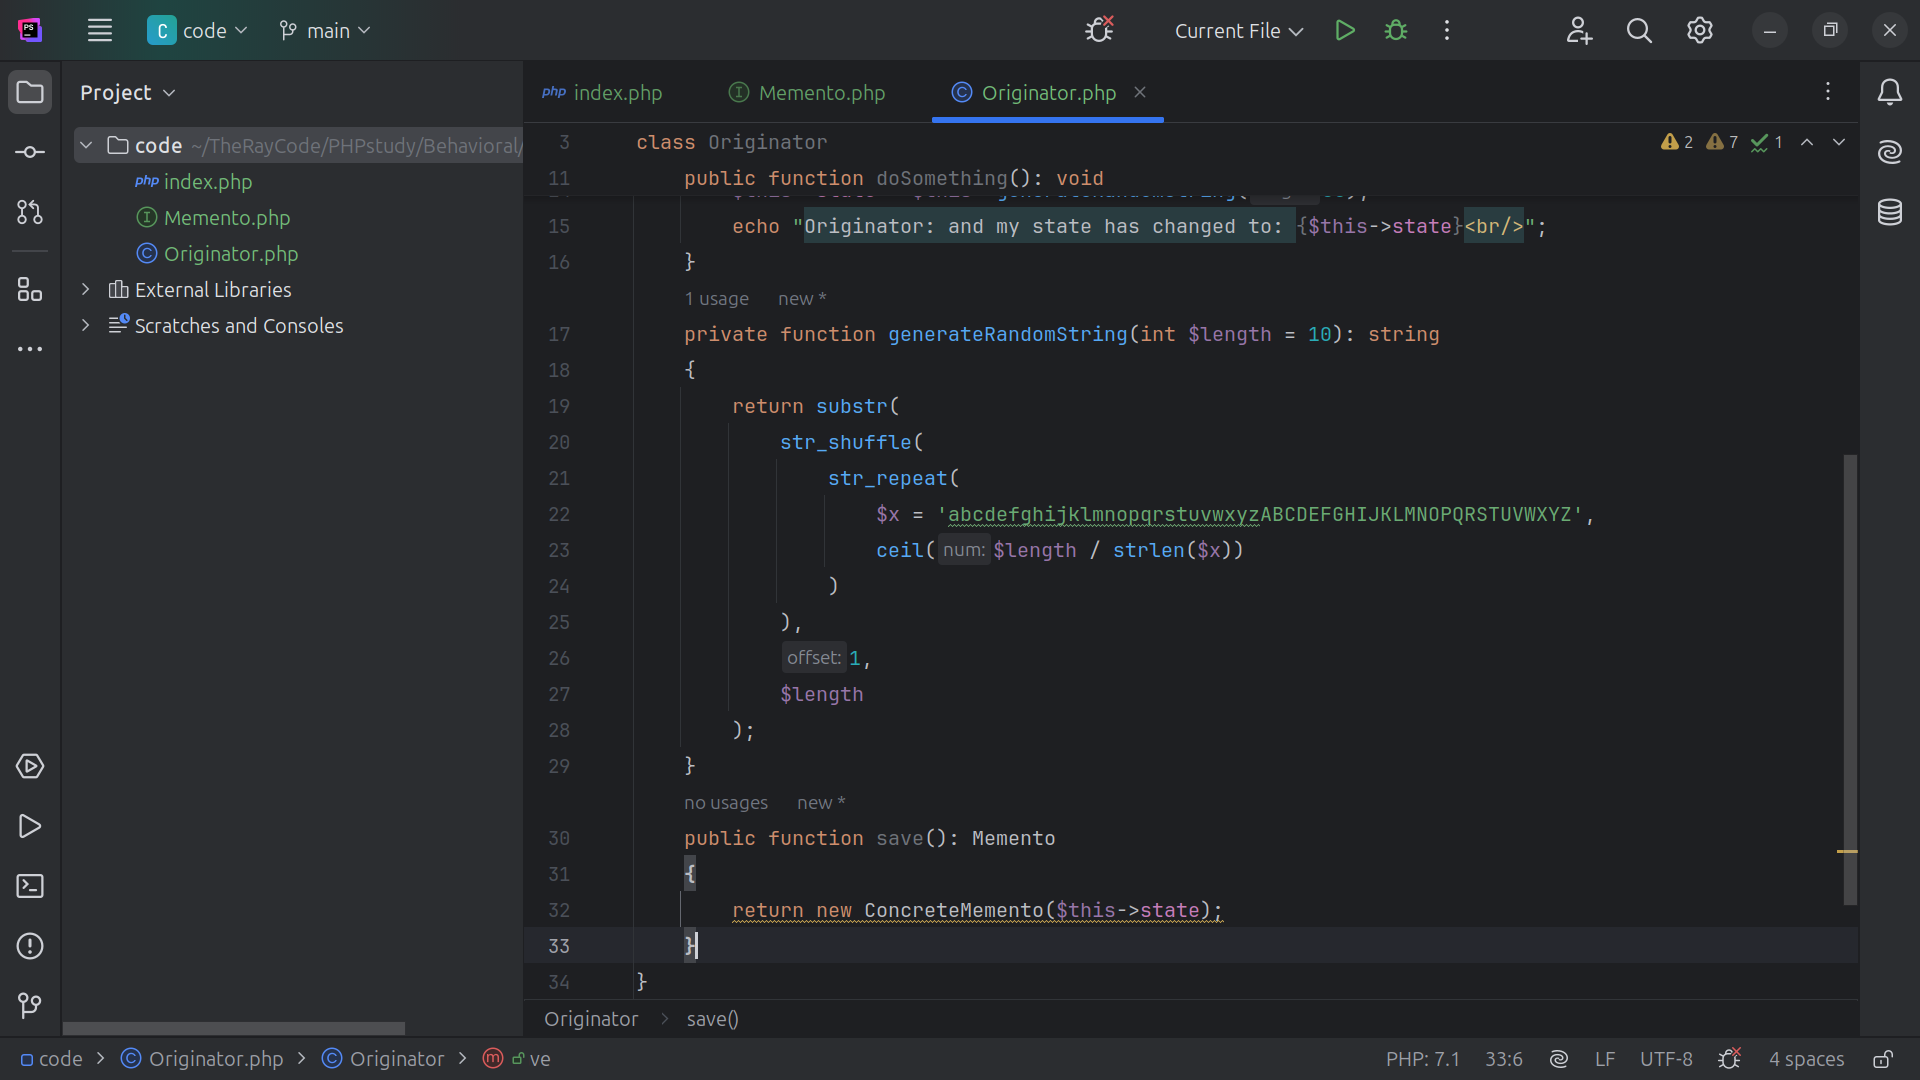 PS
C code main Current File
Project
index.php Memento.php Originator.php
code ~/TheRayCode/PHPstudy/Behavioral/
index.php
Memento.php
Originator.php
External Libraries
Scratches and Consoles
3 class Originator
2 7 1
11 public function doSomething(): void
15 echo "Originator: and my state has changed to: {$this->state}<br/>";
16 }
1 usage new *
17 private function generateRandomString(int $length = 10): string
18 {
19 return substr(
20 str_shuffle(
21 str_repeat(
22 $x = 'abcdefghijklmnopqrstuvwxyzABCDEFGHIJKLMNOPQRSTUVWXYZ',
23 ceil( num: $length / strlen($x))
24 )
25 ),
26 offset: 1,
27 $length
28 );
29 }
no usages new *
30 public function save(): Memento
31 {
32 return new ConcreteMemento($this->state);
33 }
34 }
Originator > save()
code > Originator.php > Originator > m ve
PHP: 7.1 33:6 LF UTF-8 4 spaces